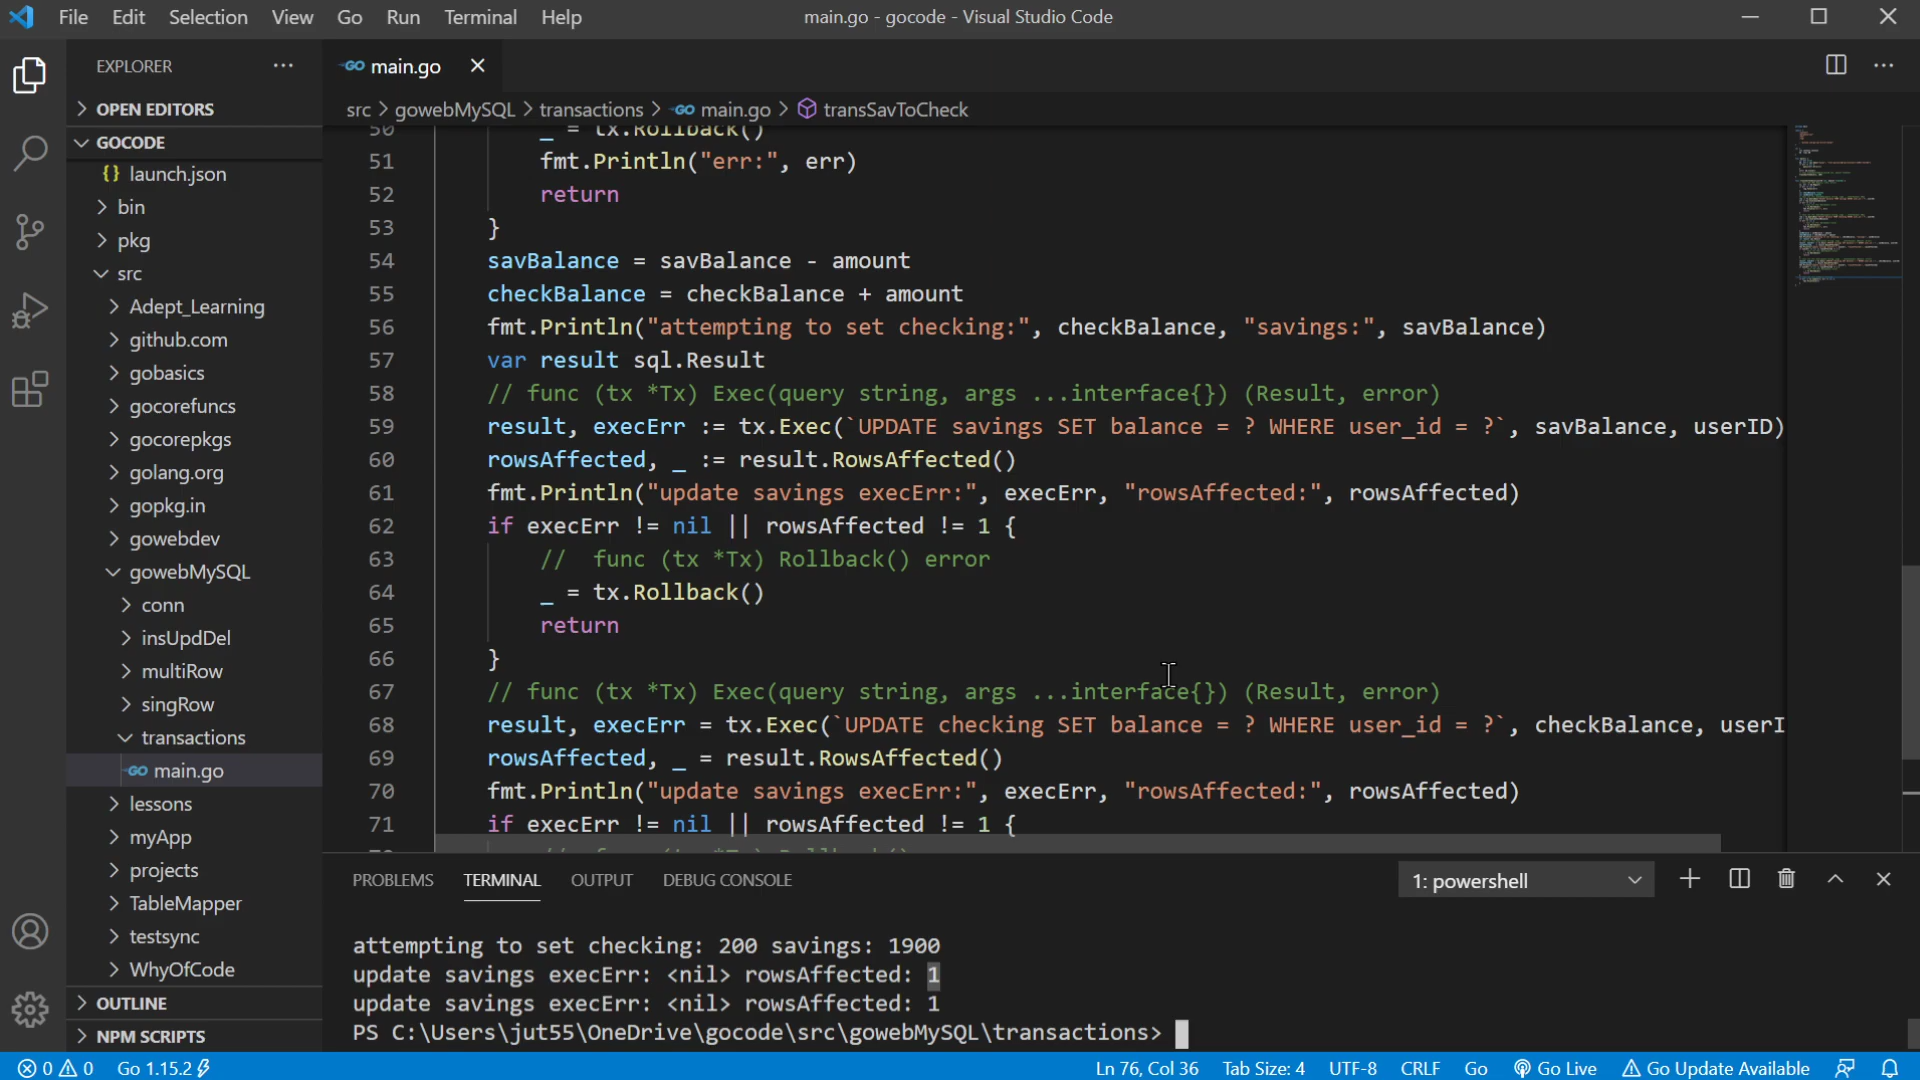 File Edit Selection View Go Run Terminal Help
main.go - gocode - Visual Studio Code
EXPLORER
main.go
OPEN EDITORS
GOCODE
launch.json
bin
pkg
src
Adept_Learning
github.com
gobasics
gocorefuncs
gocorepkgs
golang.org
gopkg.in
gowebdev
gowebMySQL
conn
insUpdDel
multiRow
singRow
transactions
main.go
lessons
myApp
projects
TableMapper
testsync
WhyOfCode
OUTLINE
NPM SCRIPTS
src > gowebMySQL > transactions > main.go > transSavToCheck
50 _ = tx.Rollback()
51 fmt.Println("err:", err)
52 return
53 }
54 savBalance = savBalance - amount
55 checkBalance = checkBalance + amount
56 fmt.Println("attempting to set checking:", checkBalance, "savings:", savBalance)
57 var result sql.Result
58 // func (tx *Tx) Exec(query string, args ...interface{}) (Result, error)
59 result, execErr := tx.Exec(`UPDATE savings SET balance = ? WHERE user_id = ?`, savBalance, userID)
60 rowsAffected, _ := result.RowsAffected()
61 fmt.Println("update savings execErr:", execErr, "rowsAffected:", rowsAffected)
62 if execErr != nil || rowsAffected != 1 {
63 // func (tx *Tx) Rollback() error
64 _ = tx.Rollback()
65 return
66 }
67 // func (tx *Tx) Exec(query string, args ...interface{}) (Result, error)
68 result, execErr = tx.Exec(`UPDATE checking SET balance = ? WHERE user_id = ?`, checkBalance, userI
69 rowsAffected, _ = result.RowsAffected()
70 fmt.Println("update savings execErr:", execErr, "rowsAffected:", rowsAffected)
71 if execErr != nil || rowsAffected != 1 {
PROBLEMS TERMINAL OUTPUT DEBUG CONSOLE
1: powershell
attempting to set checking: 200 savings: 1900
update savings execErr: <nil> rowsAffected: 1
update savings execErr: <nil> rowsAffected: 1
PS C:\Users\jut55\OneDrive\gocode\src\gowebMySQL\transactions>
0 0 Go 1.15.2 Ln 76, Col 36 Tab Size: 4 UTF-8 CRLF Go Go Live Go Update Available